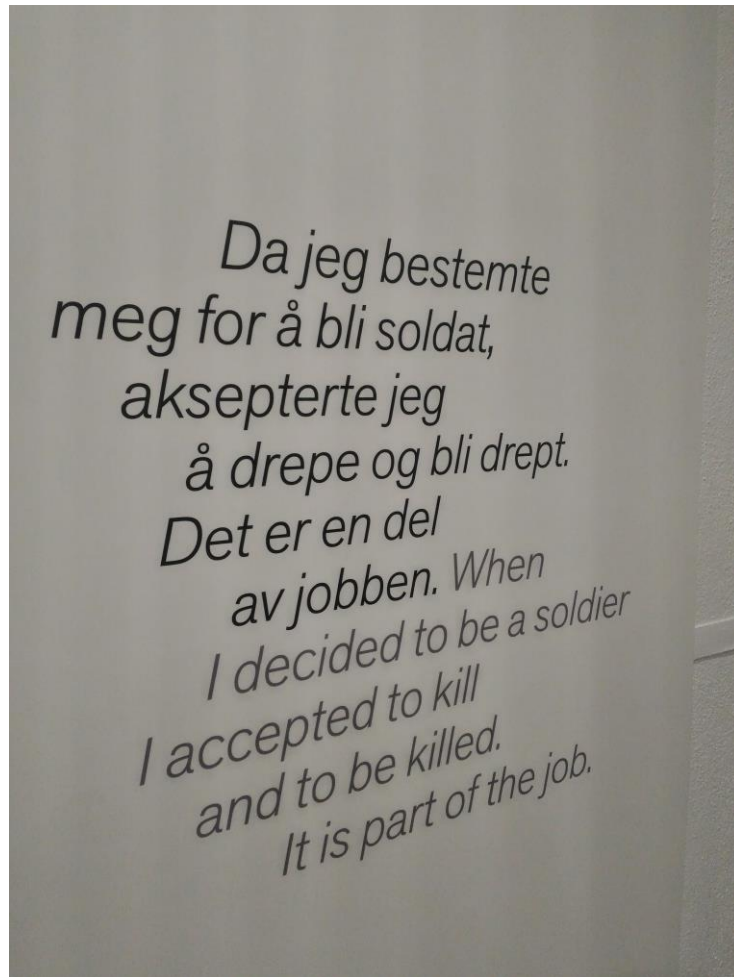 Da jeg bestemte
meg for å bli soldat,
aksepterte jeg
å drepe og bli drept.
Det er en del
av jobben. When
I decided to be a soldier
I accepted to kill
and to be killed.
It is part of the job.